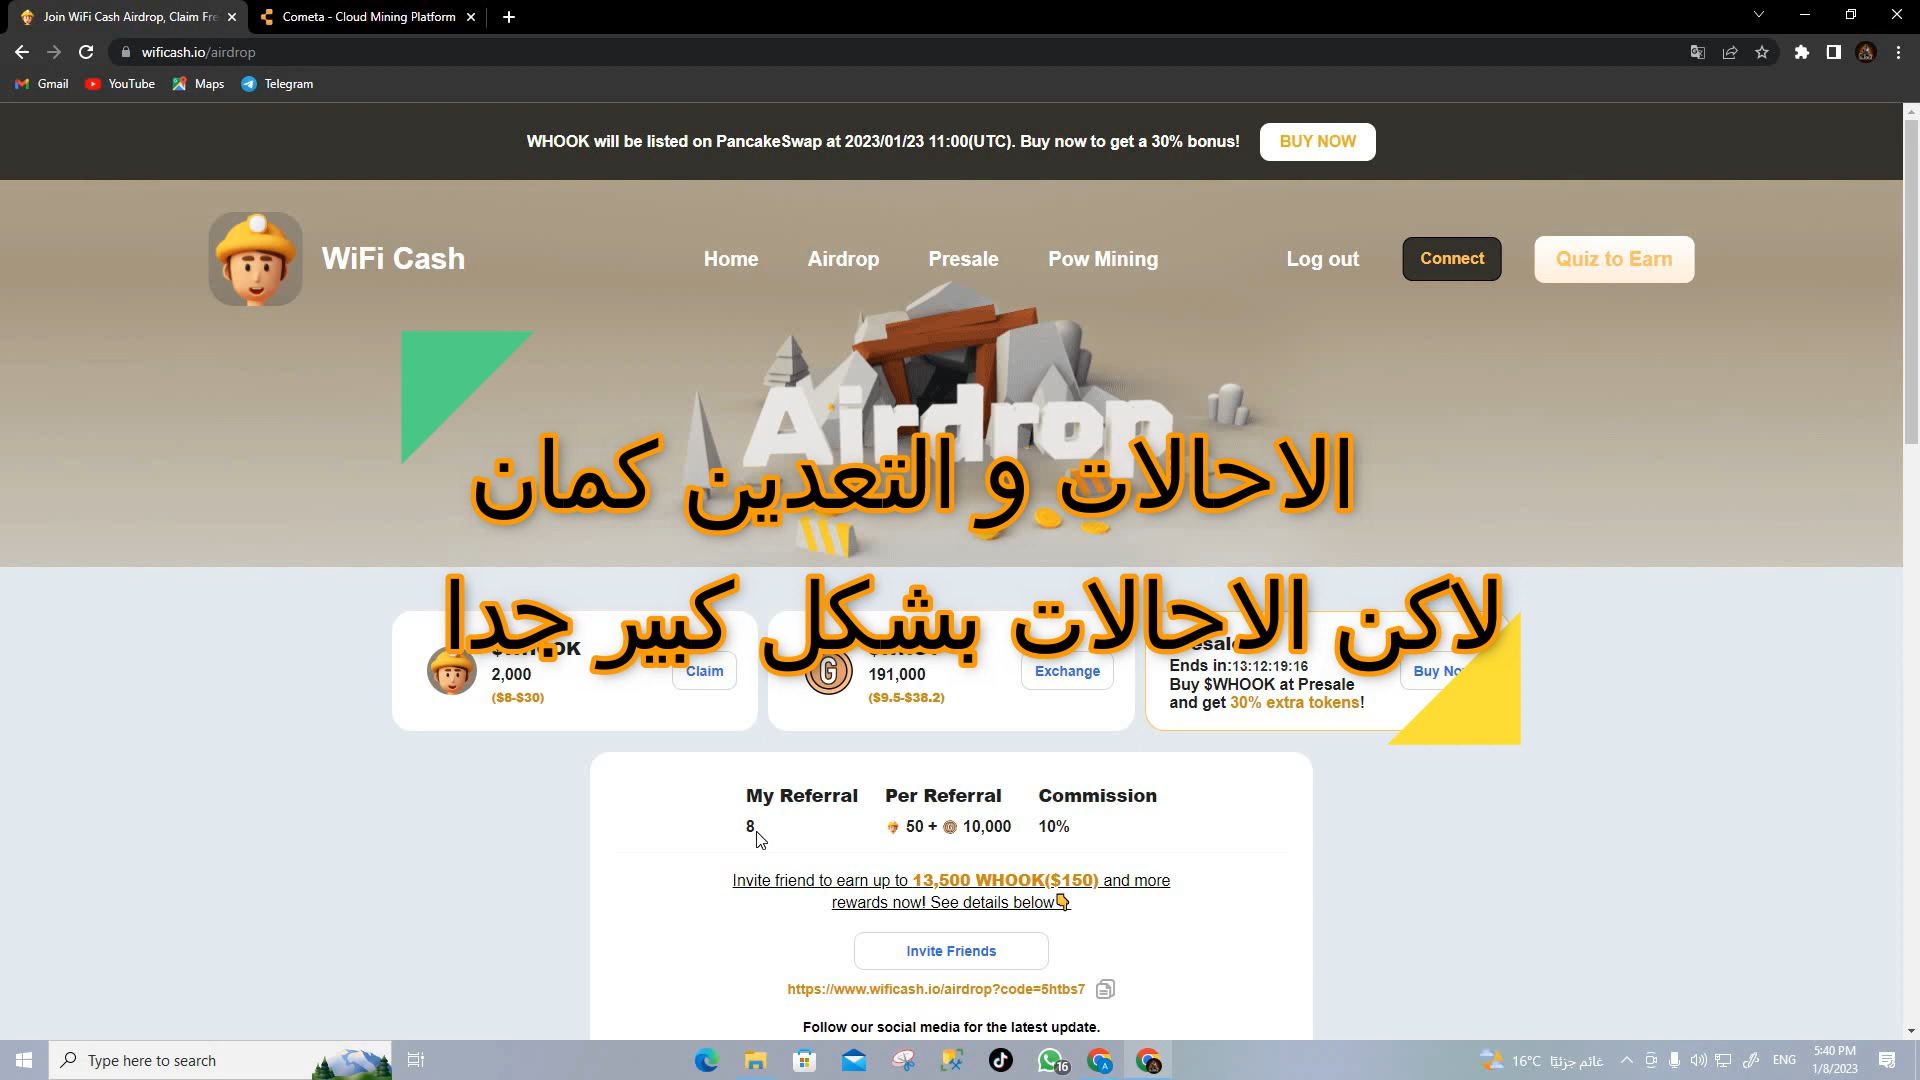 Join WiFi Cash Airdrop, Claim Fre
Cometa - Cloud Mining Platform
wificash.io/airdrop
Gmail
YouTube
Maps
Telegram
WHOOK will be listed on PancakeSwap at 2023/01/23 11:00(UTC). Buy now to get a 30% bonus!
BUY NOW
WiFi Cash
Home
Airdrop
Presale
Pow Mining
Log out
Connect
Quiz to Earn
Airdrop
الاحالات و التعدين كمان
لاكن الاحالات بشكل كبير جدا
2,000
($8-$30)
Claim
191,000
($9.5-$38.2)
Exchange
Ends in:13:12:19:16
Buy $WHOOK at Presale
and get 30% extra tokens!
Buy No
My Referral
Per Referral
Commission
8
50 + 10,000
10%
Invite friend to earn up to 13,500 WHOOK($150) and more
rewards now! See details below
Invite Friends
https://www.wificash.io/airdrop?code=5htbs7
Follow our social media for the latest update.
Type here to search
16
16°C غائم جزئيًا
ENG
5:40 PM
1/8/2023